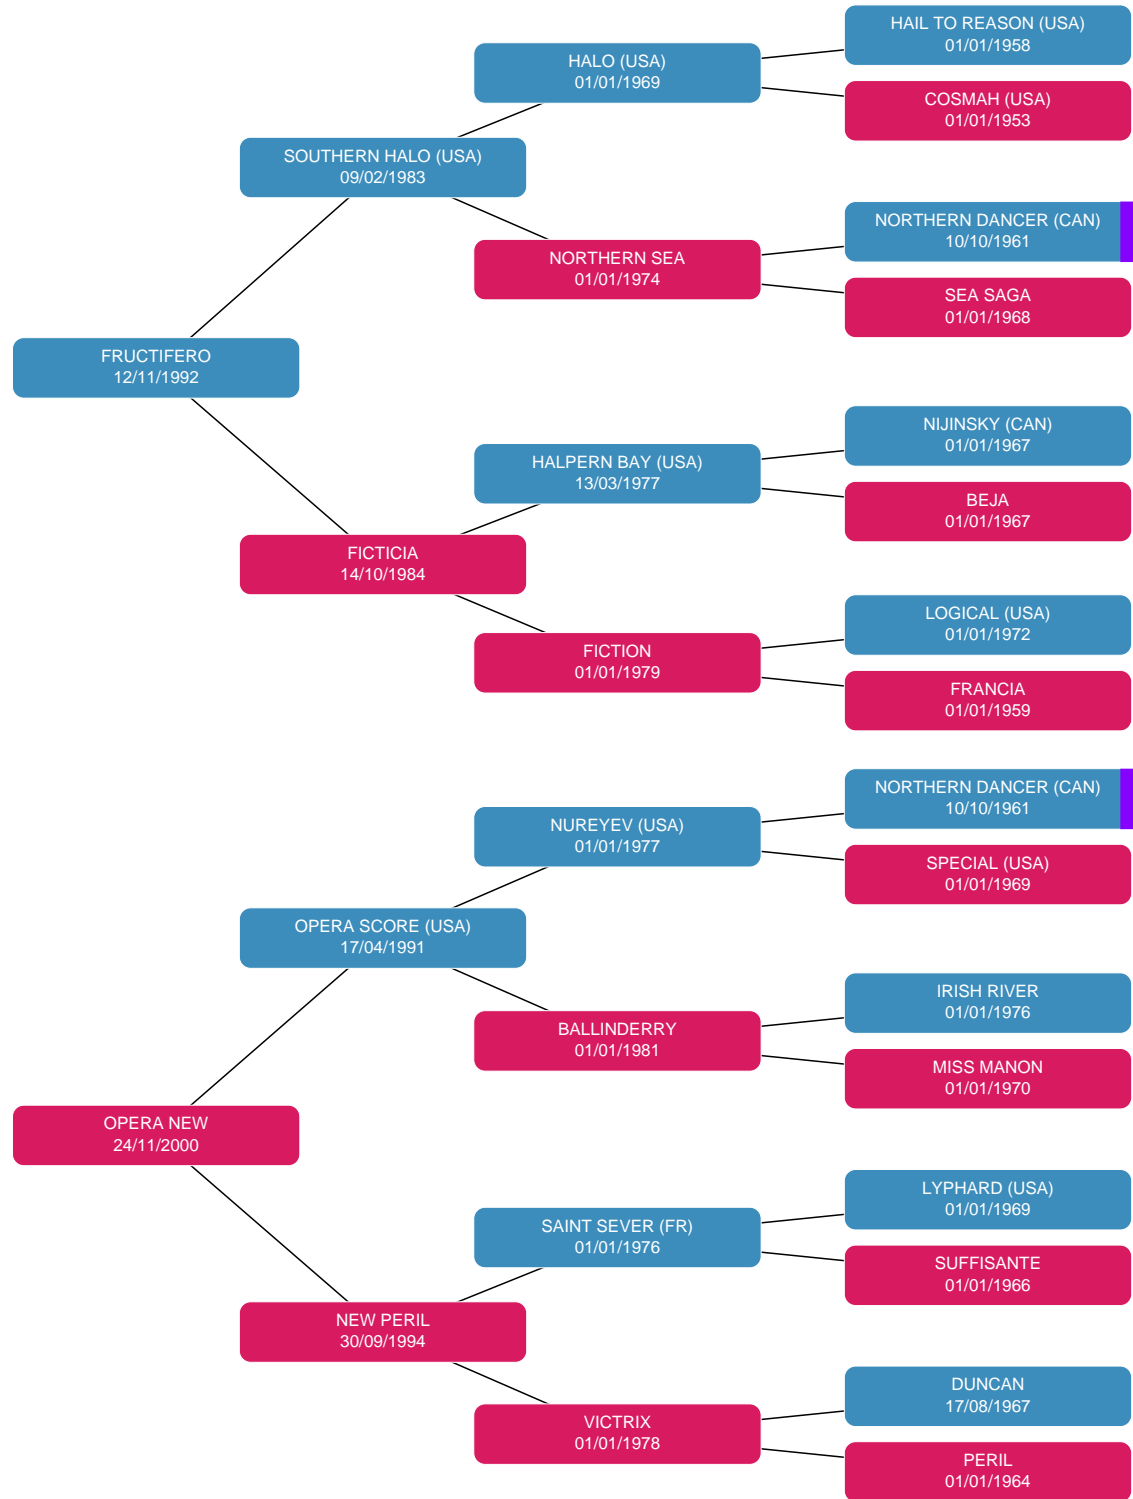 HAIL TO REASON (USA)
01/01/1958
HALO (USA)
01/01/1969
COSMAH (USA)
01/01/1953
SOUTHERN HALO (USA)
09/02/1983
NORTHERN DANCER (CAN)
10/10/1961
NORTHERN SEA
01/01/1974
SEA SAGA
01/01/1968
FRUCTIFERO
12/11/1992
NIJINSKY (CAN)
01/01/1967
HALPERN BAY (USA)
13/03/1977
BEJA
01/01/1967
FICTICIA
14/10/1984
LOGICAL (USA)
01/01/1972
FICTION
01/01/1979
FRANCIA
01/01/1959
NORTHERN DANCER (CAN)
10/10/1961
NUREYEV (USA)
01/01/1977
SPECIAL (USA)
01/01/1969
OPERA SCORE (USA)
17/04/1991
IRISH RIVER
01/01/1976
BALLINDERRY
01/01/1981
MISS MANON
01/01/1970
OPERA NEW
24/11/2000
LYPHARD (USA)
01/01/1969
SAINT SEVER (FR)
01/01/1976
SUFFISANTE
01/01/1966
NEW PERIL
30/09/1994
DUNCAN
17/08/1967
VICTRIX
01/01/1978
PERIL
01/01/1964